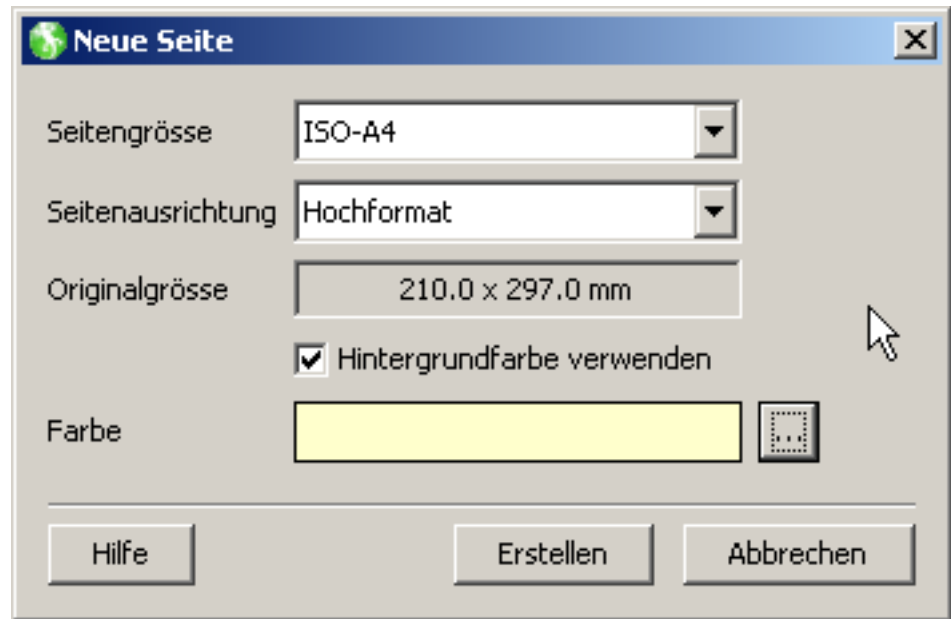 Neue Seite
Seitengrösse ISO-A4
Seitenausrichtung Hochformat
Originalgrösse 210.0 x 297.0 mm
Hintergrundfarbe verwenden
Farbe ...
Hilfe Erstellen Abbrechen